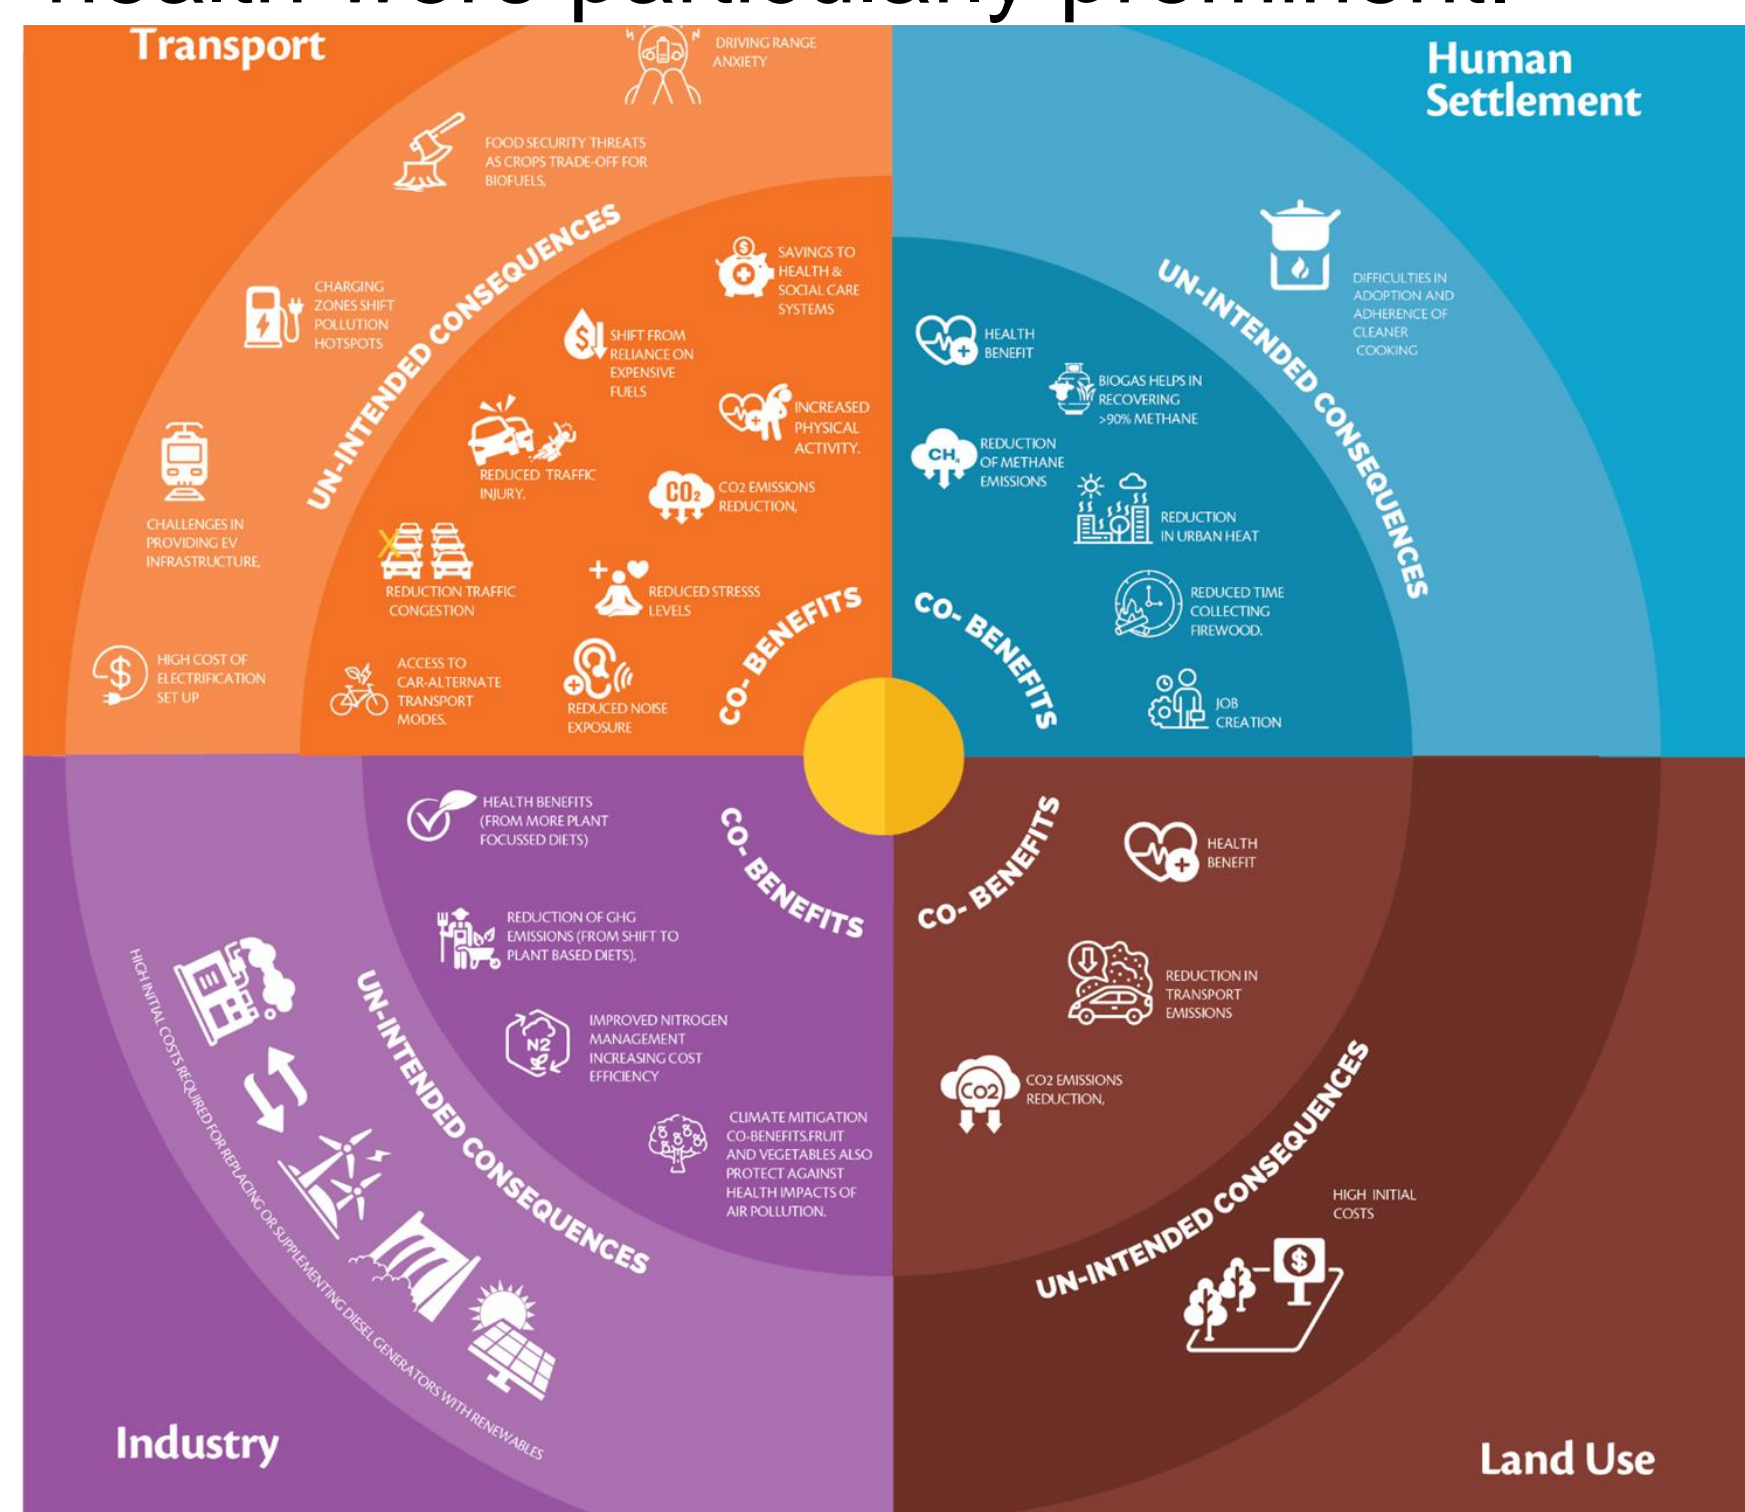 health were particularly prominent.
Transport
DRIVING RANGE
ANXIETY
FOOD SECURITY THREATS
AS CROPS TRADE-OFF FOR
BIOFUELS,
UN-INTENDED CONSEQUENCES
CHARGING
ZONES SHIFT
POLLUTION
HOTSPOTS
CHALLENGES IN
PROVIDING EV
INFRASTRUCTURE,
HIGH COST OF
ELECTRIFICATION
SET UP
SAVINGS TO
HEALTH &
SOCIAL CARE
SYSTEMS
SHIFT FROM
RELIANCE ON
EXPENSIVE
FUELS
INCREASED
PHYSICAL
ACTIVITY.
REDUCED TRAFFIC
INJURY.
CO2
CO2 EMISSIONS
REDUCTION,
X
REDUCTION TRAFFIC
CONGESTION
REDUCED STRESSS
LEVELS
ACCESS TO
CAR-ALTERNATE
TRANSPORT
MODES.
REDUCED NOISE
EXPOSURE
CO- BENEFITS
Human
Settlement
DIFFICULTIES IN
ADOPTION AND
ADHERENCE OF
CLEANER
COOKING
UN-INTENDED CONSEQUENCES
HEALTH
BENEFIT
BIOGAS HELPS IN
RECOVERING
>90% METHANE
CH4
REDUCTION
OF METHANE
EMISSIONS
REDUCTION
IN URBAN HEAT
REDUCED TIME
COLLECTING
FIREWOOD.
JOB
CREATION
CO- BENEFITS
HEALTH BENEFITS
(FROM MORE PLANT
FOCUSSED DIETS)
REDUCTION OF GHG
EMISSIONS (FROM SHIFT TO
PLANT BASED DIETS),
N2
IMPROVED NITROGEN
MANAGEMENT
INCREASING COST
EFFICIENCY
CLIMATE MITIGATION
CO-BENEFITS.FRUIT
AND VEGETABLES ALSO
PROTECT AGAINST
HEALTH IMPACTS OF
AIR POLLUTION.
CO- BENEFITS
UN-INTENDED CONSEQUENCES
HIGH INITIAL COSTS REQUIRED FOR REPLACING OR SUPPLEMENTING DIESEL GENERATORS WITH RENEWABLES
Industry
CO- BENEFITS
HEALTH
BENEFIT
REDUCTION IN
TRANSPORT
EMISSIONS
Co2
CO2 EMISSIONS
REDUCTION,
UN-INTENDED CONSEQUENCES
HIGH INITIAL
COSTS
Land Use